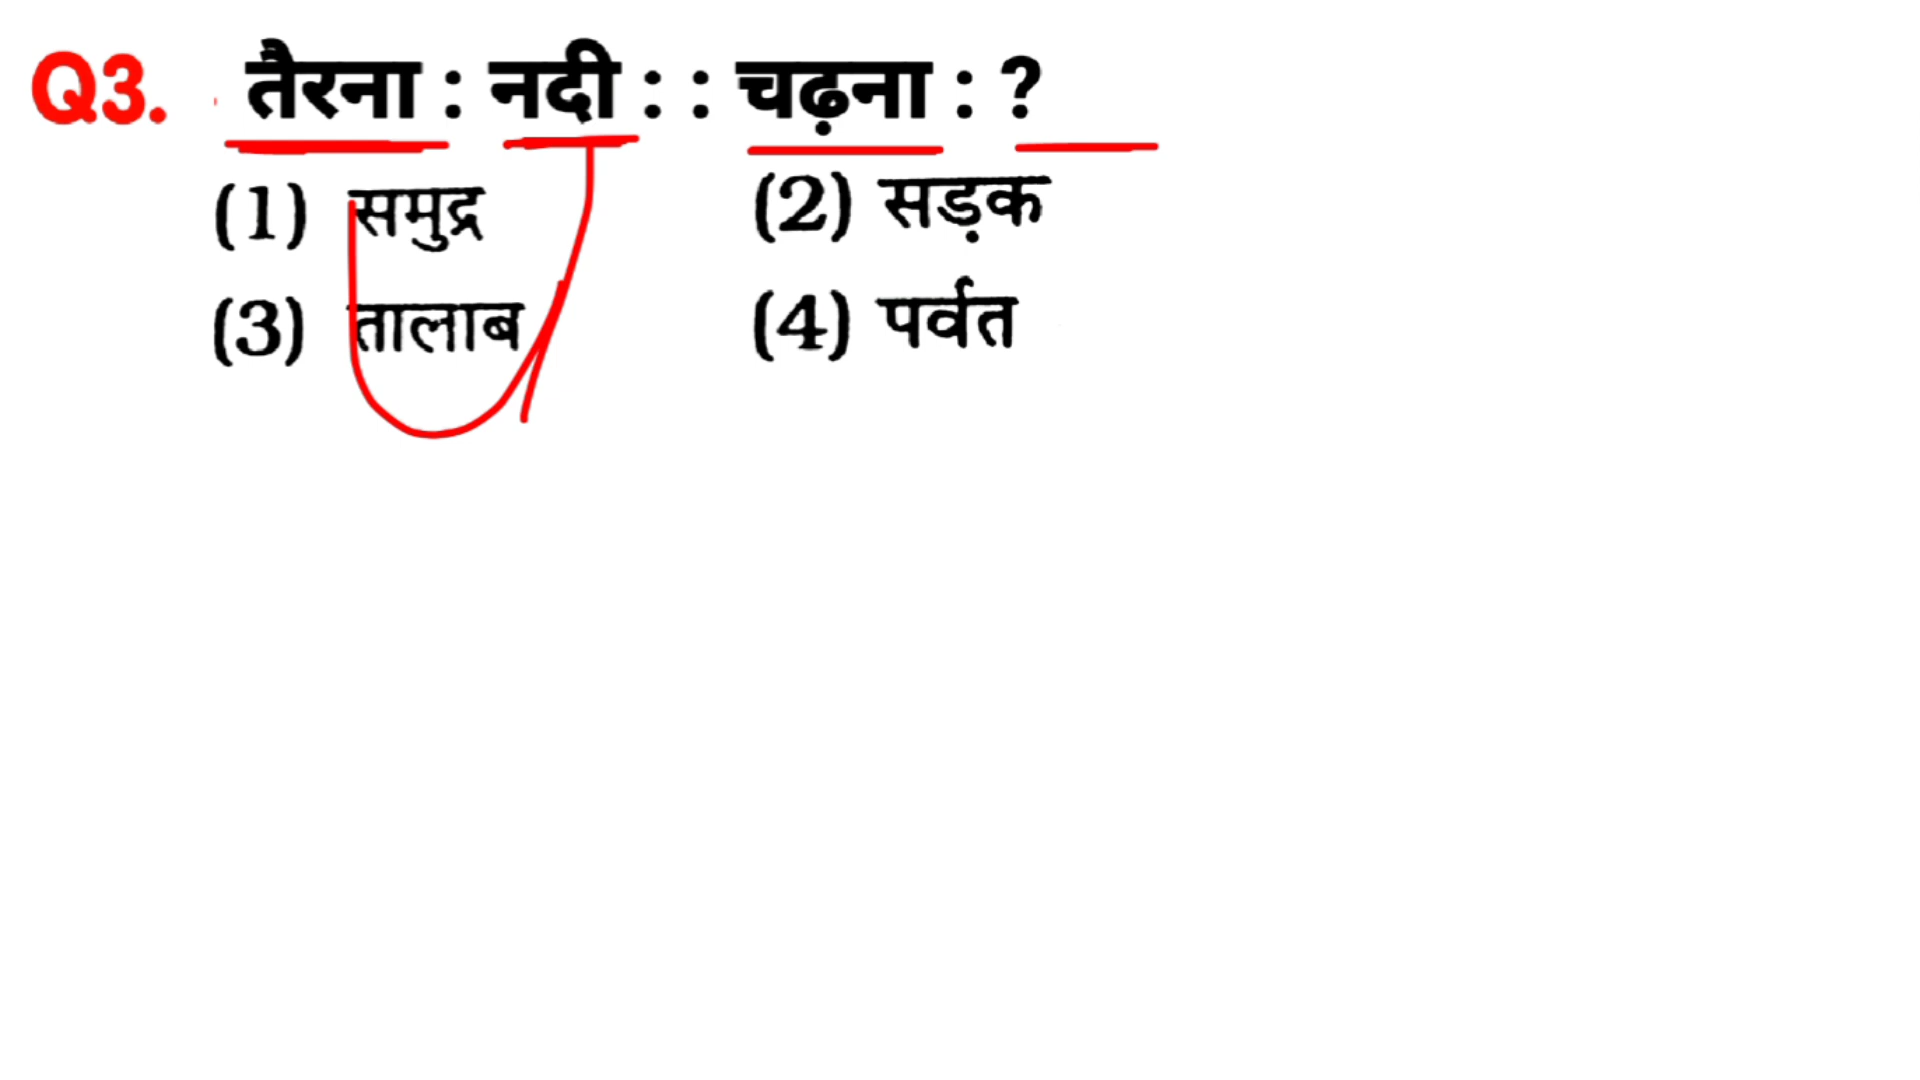 Q3. तैरना : नदी : : चढ़ना : ?
(1) समुद्र (2) सड़क
(3) तालाब (4) पर्वत